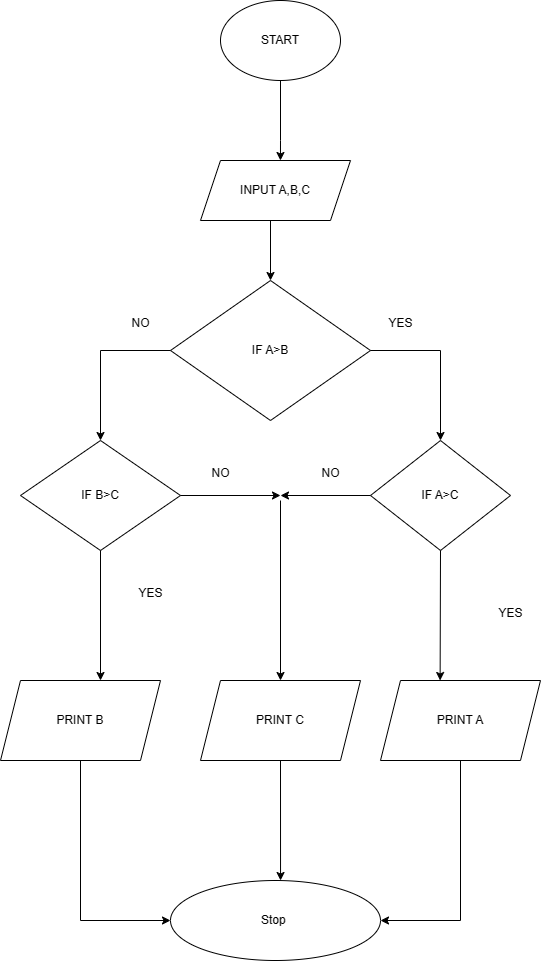 START
INPUT A,B,C
NO
YES
IF A>B
NO
NO
IF B>C
IF A>C
YES
YES
PRINT B
PRINT C
PRINT A
Stop